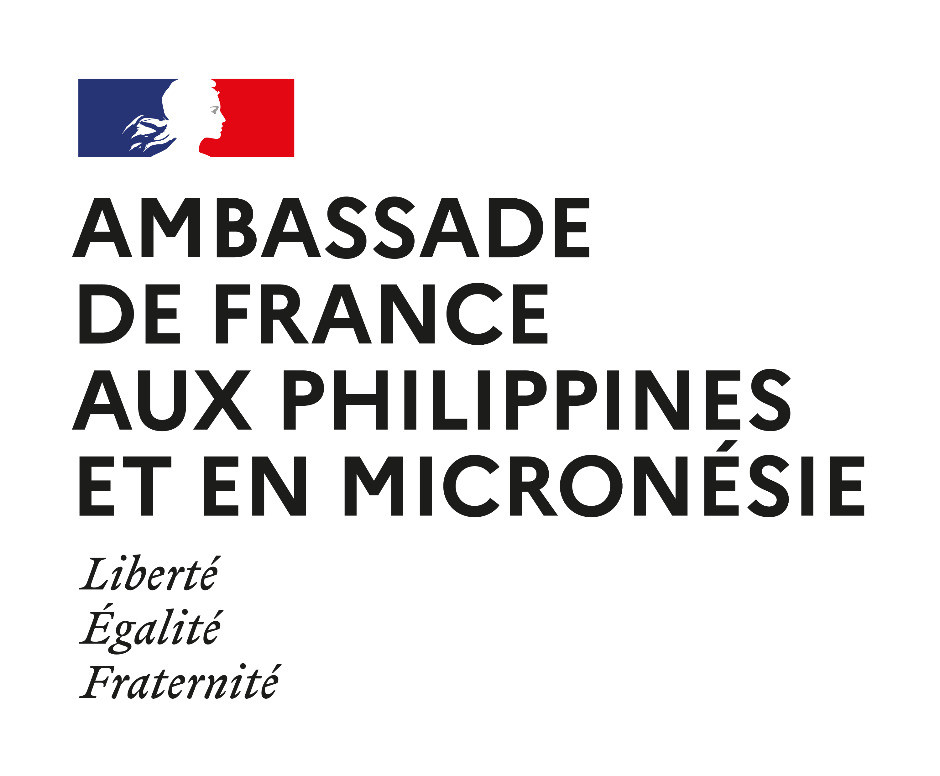 AMBASSADE
DE FRANCE
AUX PHILIPPINES
ET EN MICRONÉSIE
Liberté
Égalité
Fraternité